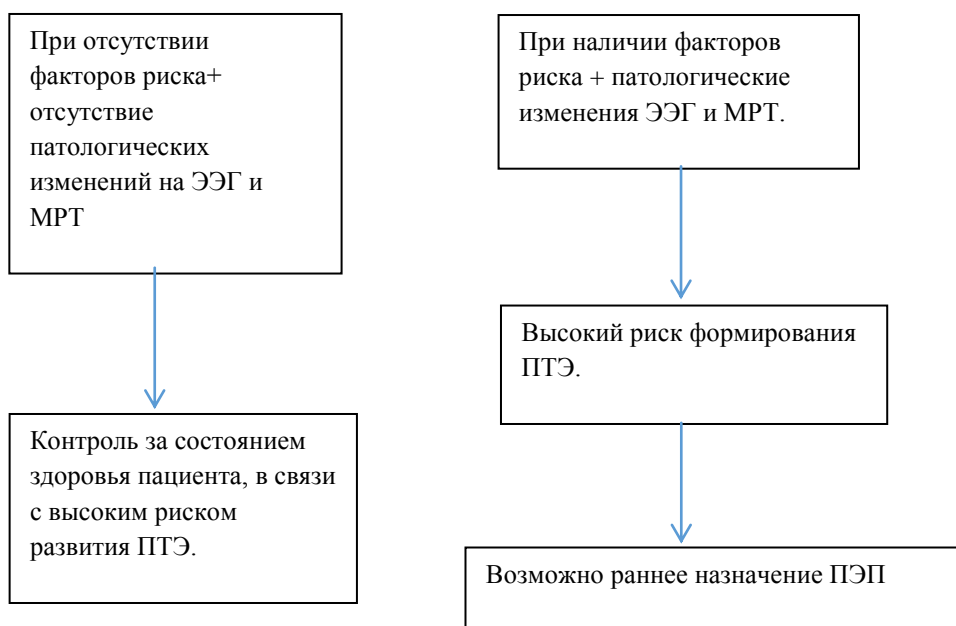 При отсутствии
факторов риска+
отсутствие
патологических
изменений на ЭЭГ и
МРТ
Контроль за состоянием
здоровья пациента, в связи
с высоким риском
развития ПТЭ.
При наличии факторов
риска + патологические
изменения ЭЭГ и МРТ.
Высокий риск формирования
ПТЭ.
Возможно раннее назначение ПЭП